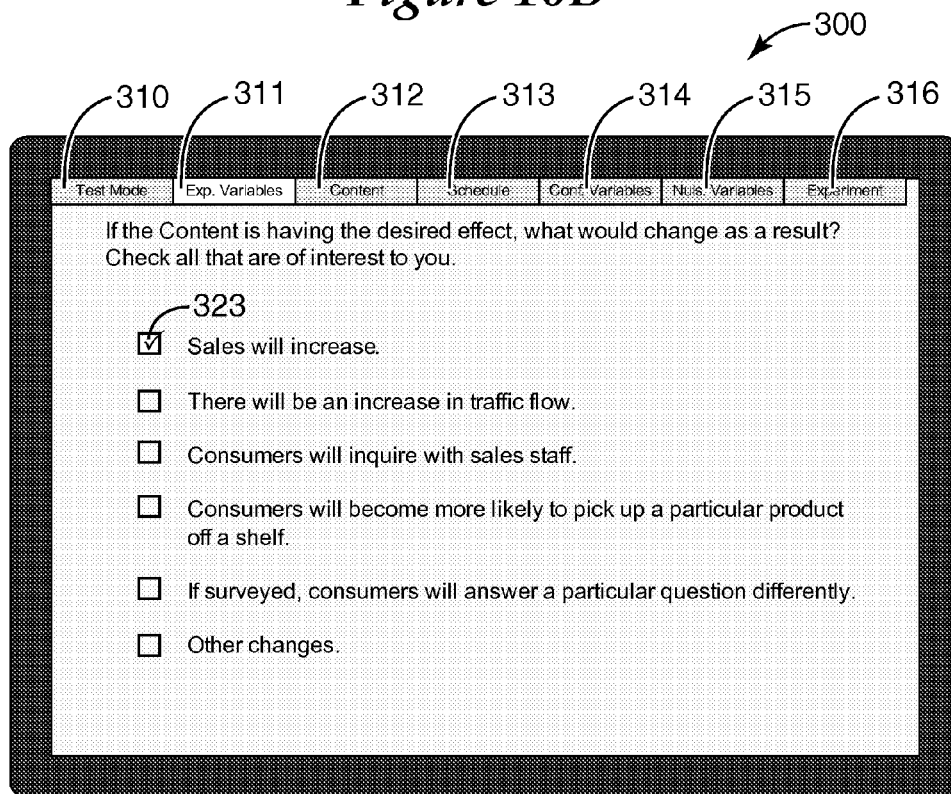 Figure 10B
300
310 311 312 313 314 315 316
Test Mode Exp. Variables Content Schedule Conf. Variables Nuis. Variables Experiment
If the Content is having the desired effect, what would change as a result?
Check all that are of interest to you.
323
Sales will increase.
There will be an increase in traffic flow.
Consumers will inquire with sales staff.
Consumers will become more likely to pick up a particular product
off a shelf.
If surveyed, consumers will answer a particular question differently.
Other changes.